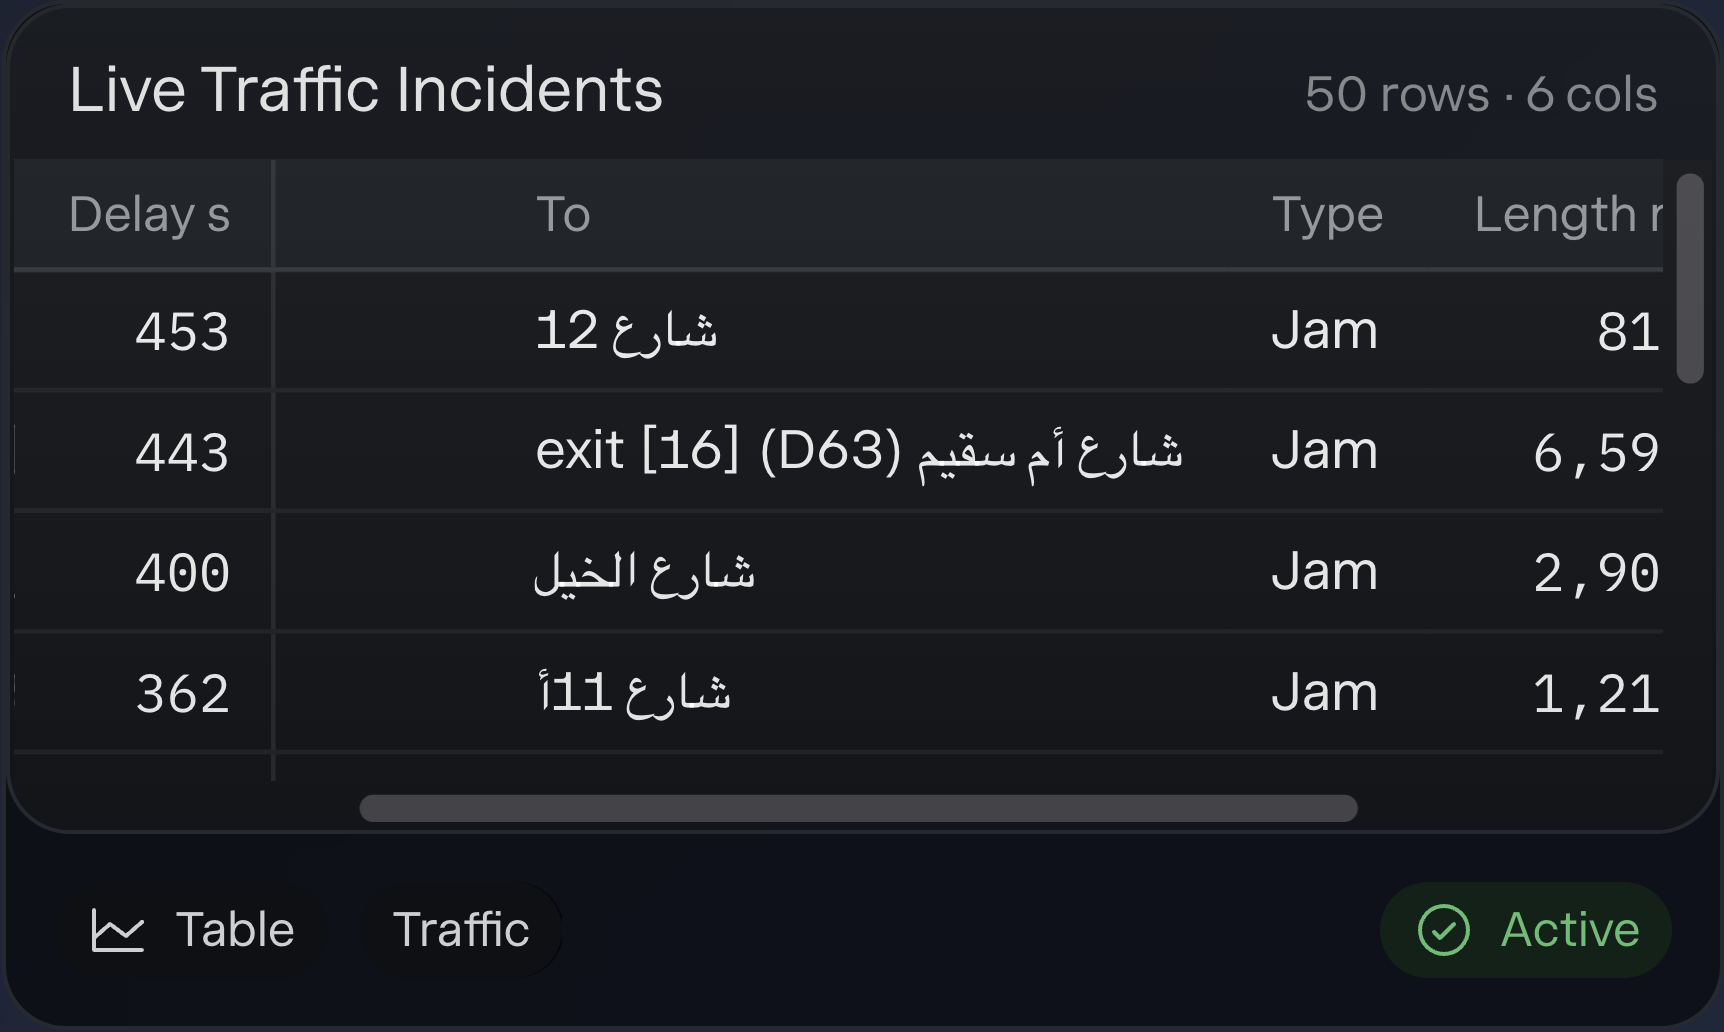 Live Traffic Incidents
50 rows · 6 cols
Delay s To Type Length
453 شارع 12 Jam 81
443 exit [16] (D63) شارع أم سقيم Jam 6,59
400 شارع الخيل Jam 2,90
362 شارع 11أ Jam 1,21
Table Traffic Active